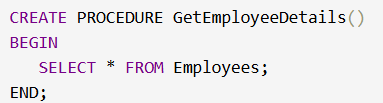 CREATE PROCEDURE GetEmployeeDetails()
BEGIN
   SELECT * FROM Employees;
END;